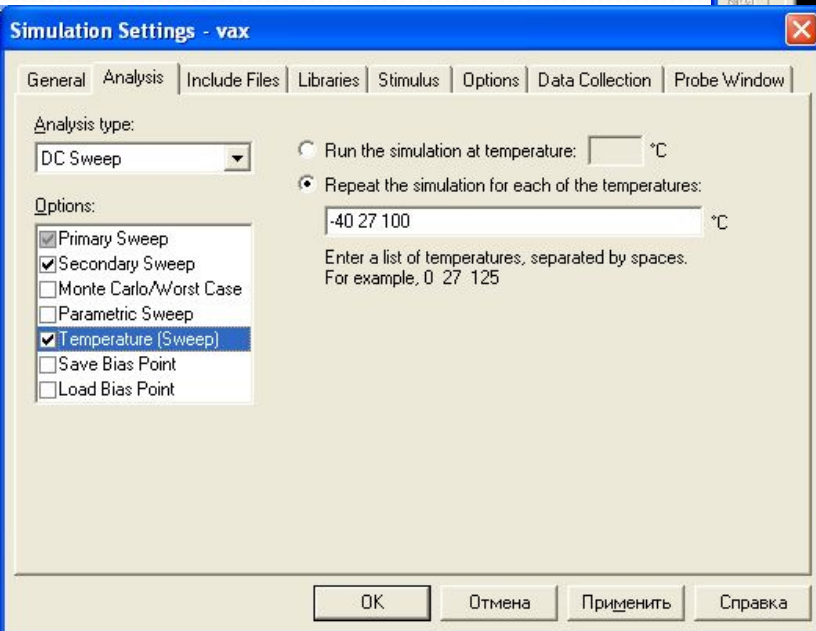 Simulation Settings - vax
General Analysis Include Files Libraries Stimulus Options Data Collection Probe Window
Analysis type:
DC Sweep
Options:
Primary Sweep
Secondary Sweep
Monte Carlo/Worst Case
Parametric Sweep
Temperature (Sweep)
Save Bias Point
Load Bias Point
Run the simulation at temperature: °C
Repeat the simulation for each of the temperatures:
-40 27 100 °C
Enter a list of temperatures, separated by spaces.
For example, 0 27 125
OK Отмена Применить Справка